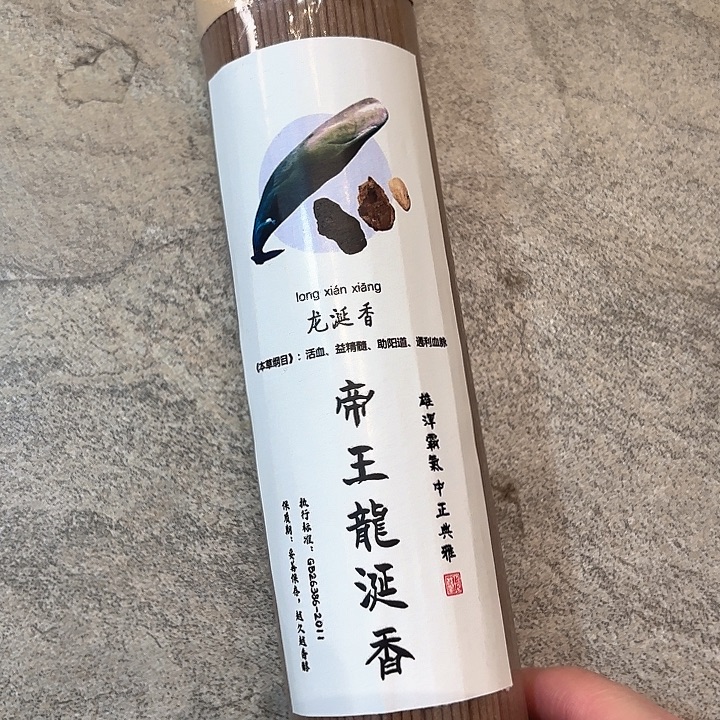 lóng xián xiāng
龙涎香
《本草纲目》：活血、益精髓、助阳道、通利血脉
雄浑霸氣 中正典雅
帝王龍涎香
执行标准：GB26386-2011
保质期：妥善保存，越久越香醇